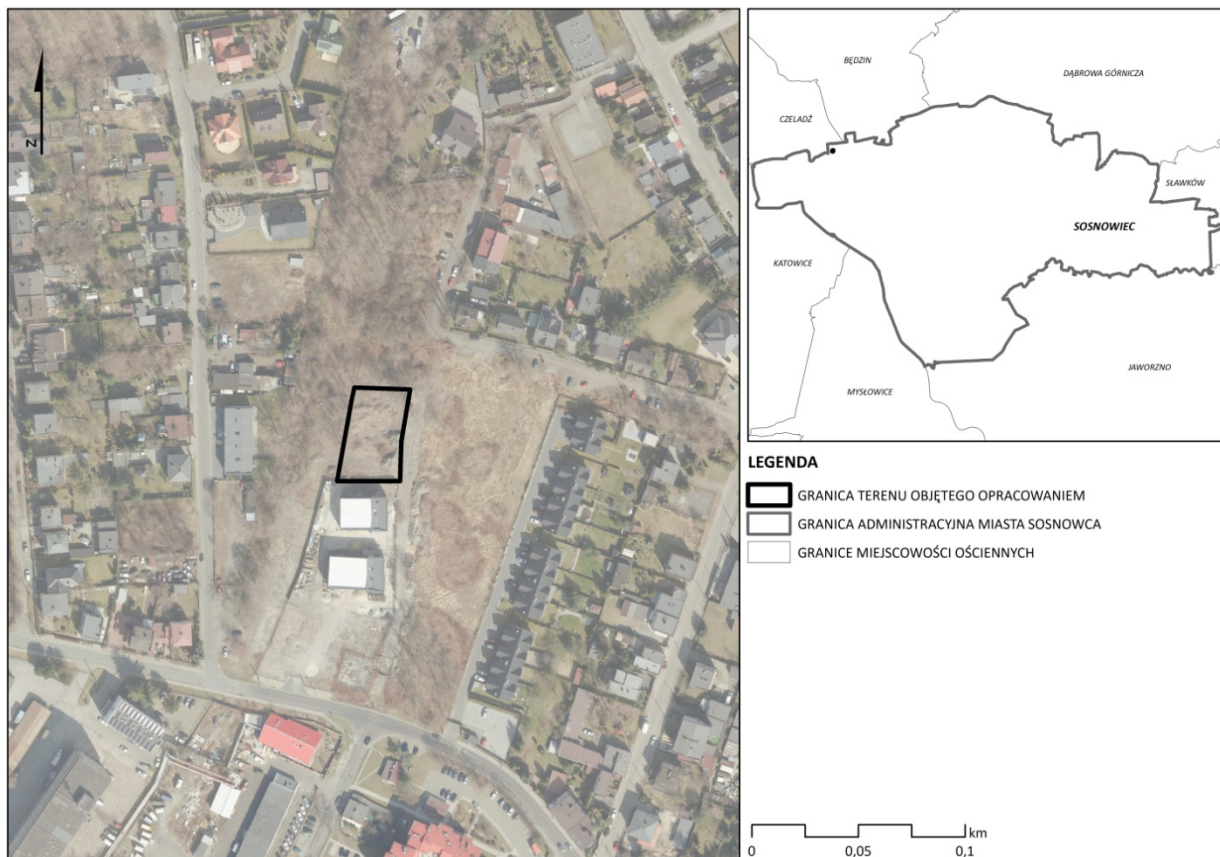 N
BĘDZIN
DĄBROWA GÓRNICZA
CZELADŹ
SŁAWKÓW
SOSNOWIEC
KATOWICE
JAWORZNO
MYSŁOWICE
LEGENDA
GRANICA TERENU OBJĘTEGO OPRACOWANIEM
GRANICA ADMINISTRACYJNA MIASTA SOSNOWCA
GRANICE MIEJSCOWOŚCI OŚCIENNYCH
km
0 0,05 0,1